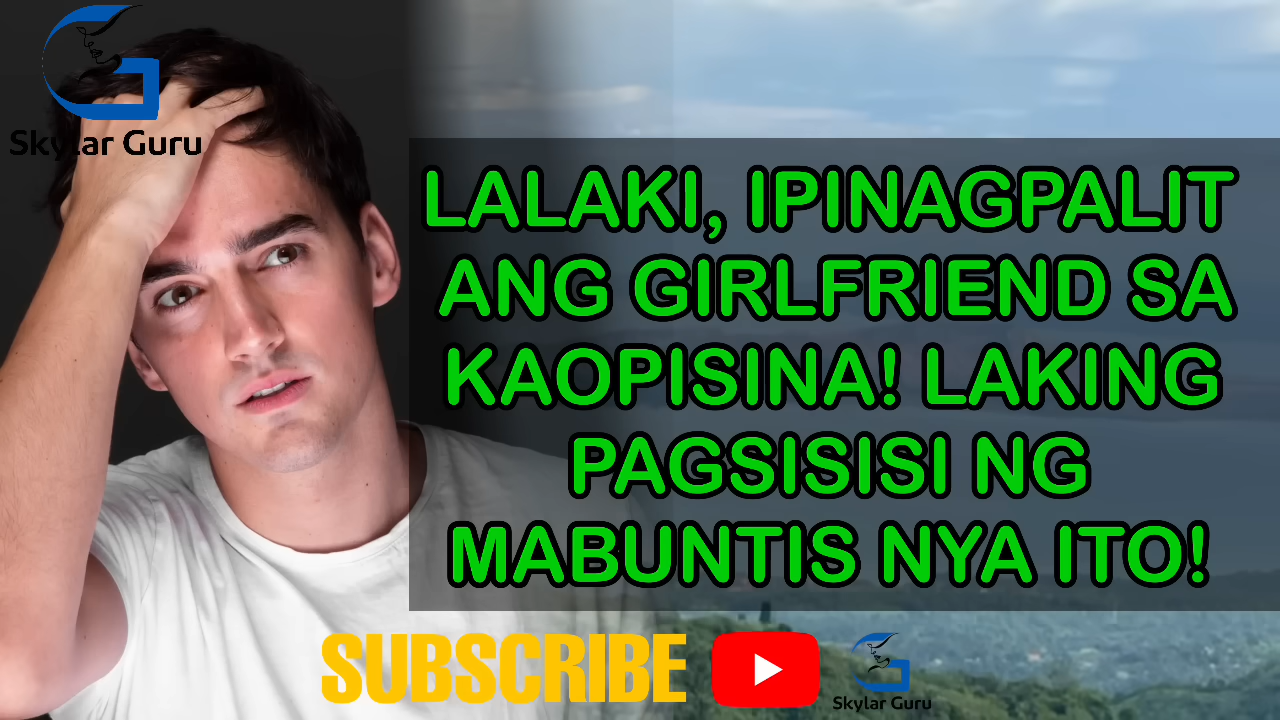 Skylar Guru
LALAKI, IPINAGPALIT
ANG GIRLFRIEND SA
KAOPISINA! LAKING
PAGSISISI NG
MABUNTIS NYA ITO!
SUBSCRIBE
Skylar Guru